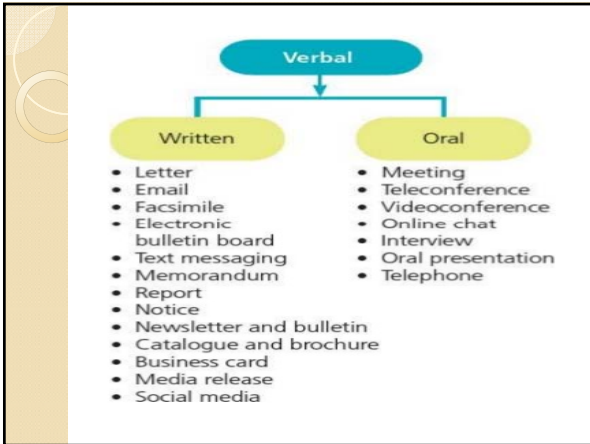 Verbal
Written
• Letter
• Email
• Facsimile
• Electronic
bulletin board
• Text messaging
• Memorandum
• Report
• Notice
• Newsletter and bulletin
• Catalogue and brochure
• Business card
• Media release
• Social media
Oral
• Meeting
• Teleconference
• Videoconference
• Online chat
• Interview
• Oral presentation
• Telephone